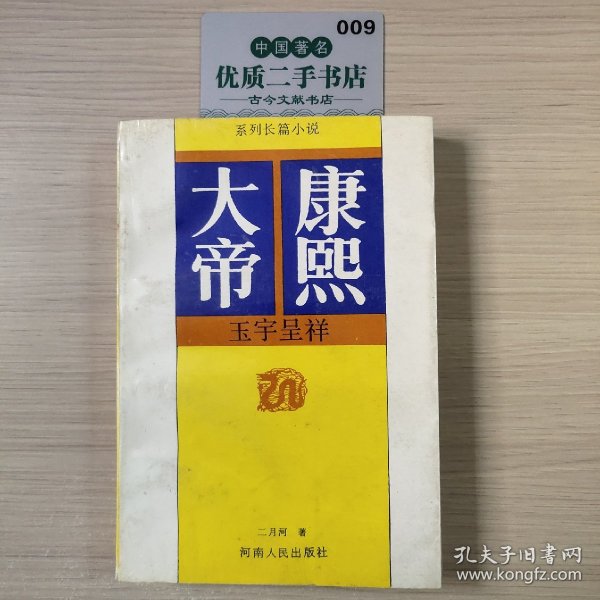 009
中国著名
优质二手书店
古今文献书店
系列长篇小说
康熙
大帝
玉宇呈祥
二月河 著
河南人民出版社
孔夫子旧书网
www.kongfz.com